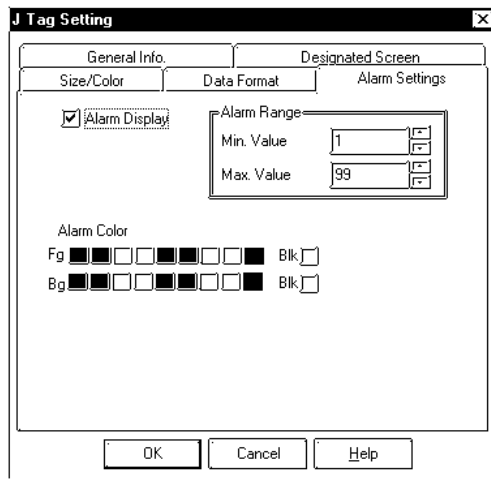 J Tag Setting
General Info.
Designated Screen
Size/Color
Data Format
Alarm Settings
Alarm Display
Alarm Range
Min. Value
1
Max. Value
99
Alarm Color
Fg
Blk
Bg
Blk
OK
Cancel
Help